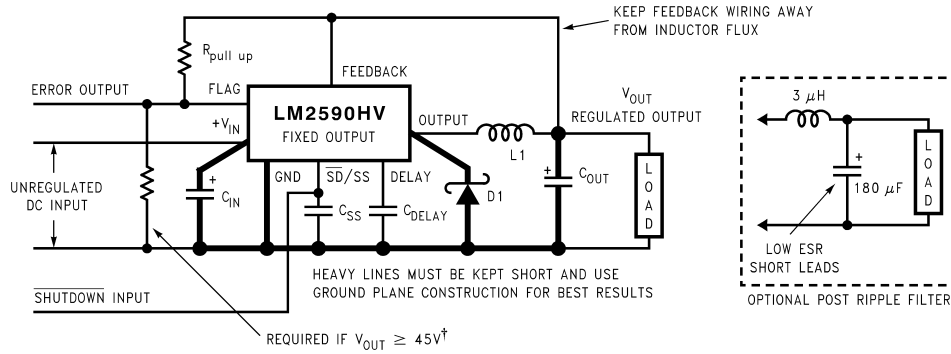 KEEP FEEDBACK WIRING AWAY
FROM INDUCTOR FLUX
Rpull up
FEEDBACK
ERROR OUTPUT
FLAG
LM2590HV
FIXED OUTPUT
+VIN
OUTPUT
L1
VOUT
REGULATED OUTPUT
3 μH
UNREGULATED
DC INPUT
+
CIN
GND
SD/SS
DELAY
CSS
CDELAY
D1
+
COUT
LOAD
+
180 μF
LOAD
LOW ESR
SHORT LEADS
HEAVY LINES MUST BE KEPT SHORT AND USE
GROUND PLANE CONSTRUCTION FOR BEST RESULTS
SHUTDOWN INPUT
OPTIONAL POST RIPPLE FILTER
REQUIRED IF VOUT ≥ 45V†